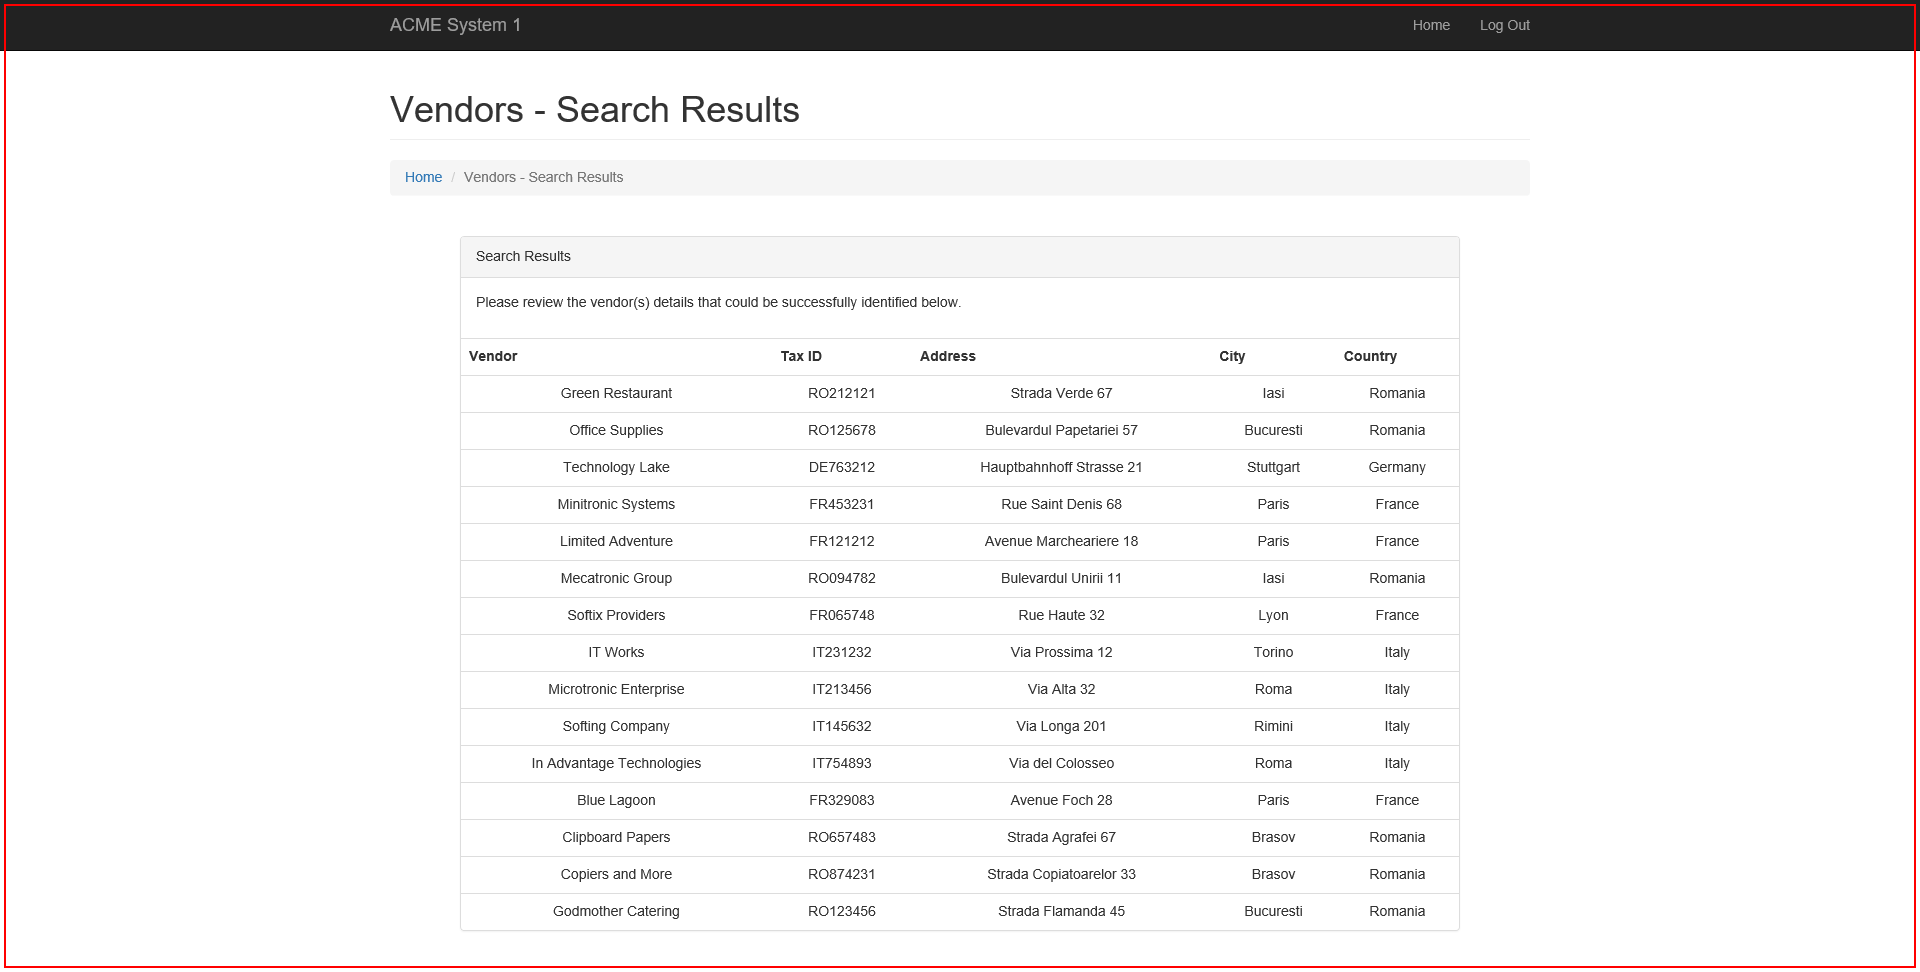 ACME System 1 Home Log Out
Vendors - Search Results
Home / Vendors - Search Results
Search Results
Please review the vendor(s) details that could be successfully identified below.
Vendor Tax ID Address City Country
Green Restaurant RO212121 Strada Verde 67 Iasi Romania
Office Supplies RO125678 Bulevardul Papetariei 57 Bucuresti Romania
Technology Lake DE763212 Hauptbahnhoff Strasse 21 Stuttgart Germany
Minitronic Systems FR453231 Rue Saint Denis 68 Paris France
Limited Adventure FR121212 Avenue Marcheariere 18 Paris France
Mecatronic Group RO094782 Bulevardul Unirii 11 Iasi Romania
Softix Providers FR065748 Rue Haute 32 Lyon France
IT Works IT231232 Via Prossima 12 Torino Italy
Microtronic Enterprise IT213456 Via Alta 32 Roma Italy
Softing Company IT145632 Via Longa 201 Rimini Italy
In Advantage Technologies IT754893 Via del Colosseo Roma Italy
Blue Lagoon FR329083 Avenue Foch 28 Paris France
Clipboard Papers RO657483 Strada Agrafei 67 Brasov Romania
Copiers and More RO874231 Strada Copiatoarelor 33 Brasov Romania
Godmother Catering RO123456 Strada Flamanda 45 Bucuresti Romania